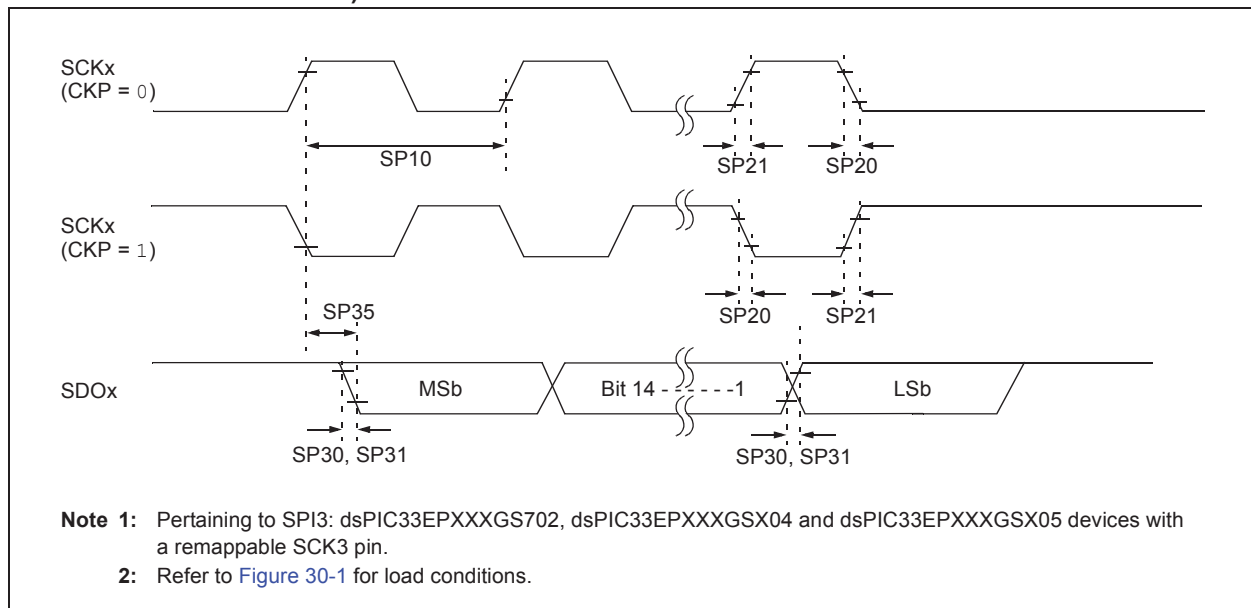 SCKx
(CKP = 0)
SP10
SP21
SP20
SCKx
(CKP = 1)
SP35
SP20
SP21
SDOx
MSb
Bit 14 - - - - - -1
LSb
SP30, SP31
SP30, SP31
Note 1: Pertaining to SPI3: dsPIC33EPXXXGS702, dsPIC33EPXXXGSX04 and dsPIC33EPXXXGSX05 devices with
a remappable SCK3 pin.
2: Refer to Figure 30-1 for load conditions.